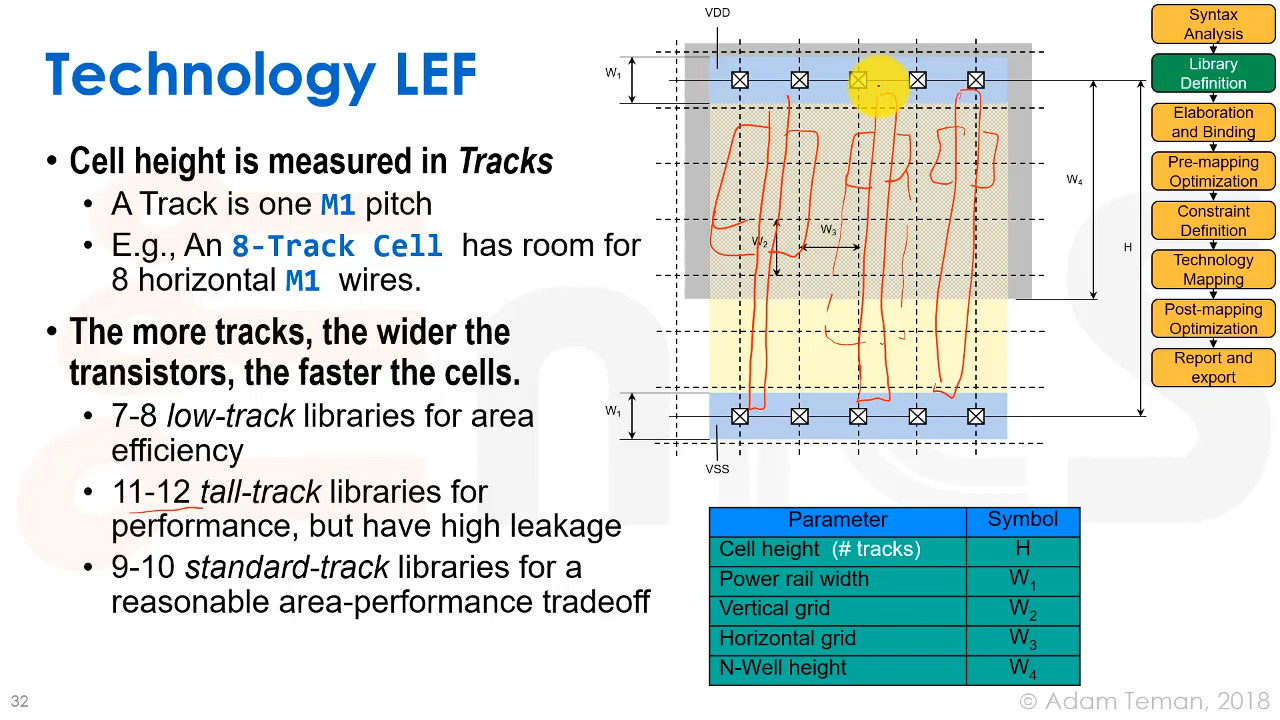 Technology LEF
• Cell height is measured in Tracks
• A Track is one M1 pitch
• E.g., An 8-Track Cell has room for
8 horizontal M1 wires.
• The more tracks, the wider the
transistors, the faster the cells.
• 7-8 low-track libraries for area
efficiency
• 11-12 tall-track libraries for
performance, but have high leakage
• 9-10 standard-track libraries for a
reasonable area-performance tradeoff
VDD
W1
W2
W3
W4
H
W1
VSS
Parameter Symbol
Cell height (# tracks) H
Power rail width W1
Vertical grid W2
Horizontal grid W3
N-Well height W4
Syntax
Analysis
Library
Definition
Elaboration
and Binding
Pre-mapping
Optimization
Constraint
Definition
Technology
Mapping
Post-mapping
Optimization
Report and
export
32
© Adam Teman, 2018